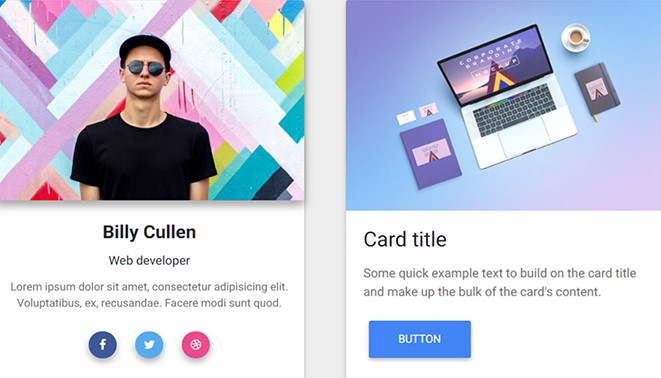 Billy Cullen
Web developer
Lorem ipsum dolor sit amet, consectetur adipisicing elit.
Voluptatibus, ex, recusandae. Facere modi sunt quod.
CORPORATE
BRANDING
MOCKUP
Card title
Some quick example text to build on the card title
and make up the bulk of the card's content.
BUTTON